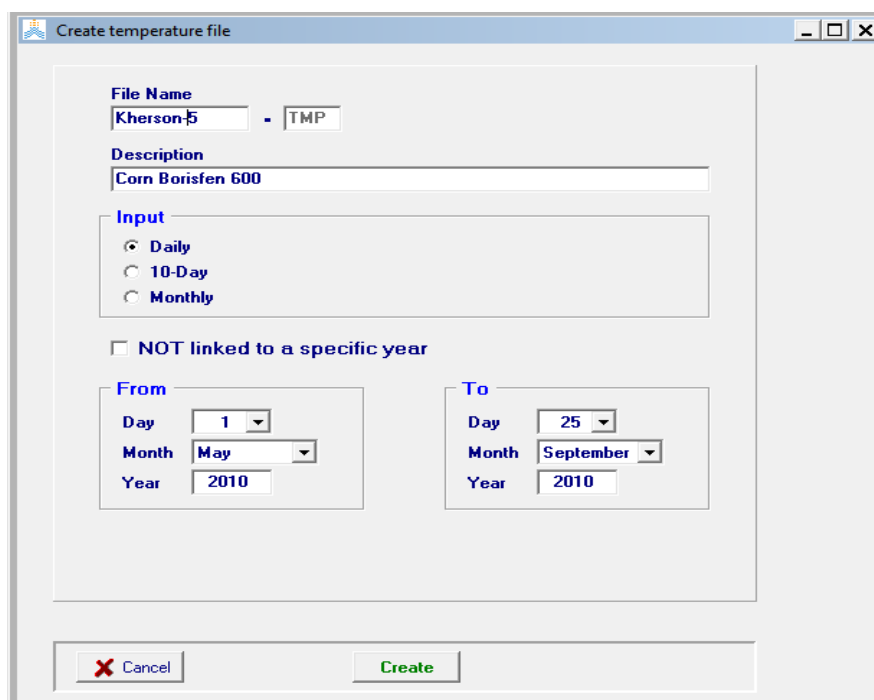 Create temperature file
File Name
Kherson-5 - TMP
Description
Corn Borisfen 600
Input
Daily
10-Day
Monthly
NOT linked to a specific year
From To
Day 1 Day 25
Month May Month September
Year 2010 Year 2010
Cancel Create